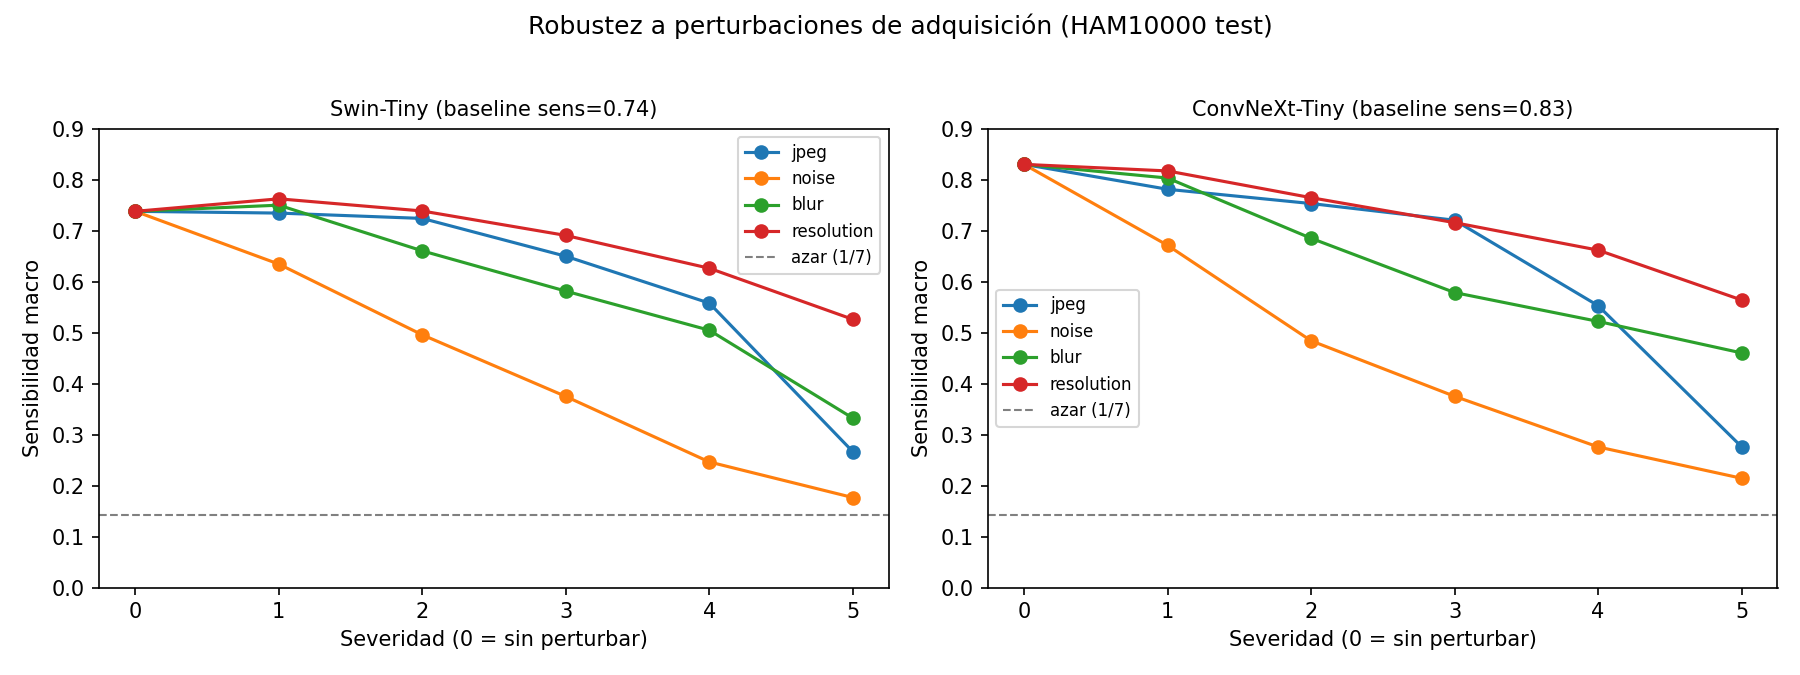 Robustez a perturbaciones de adquisición (HAM10000 test)
Swin-Tiny (baseline sens=0.74)
Sensibilidad macro
0.9
0.8
0.7
0.6
0.5
0.4
0.3
0.2
0.1
0.0
jpeg
noise
blur
resolution
azar (1/7)
0 1 2 3 4 5
Severidad (0 = sin perturbar)
ConvNeXt-Tiny (baseline sens=0.83)
Sensibilidad macro
0.9
0.8
0.7
0.6
0.5
0.4
0.3
0.2
0.1
0.0
jpeg
noise
blur
resolution
azar (1/7)
0 1 2 3 4 5
Severidad (0 = sin perturbar)